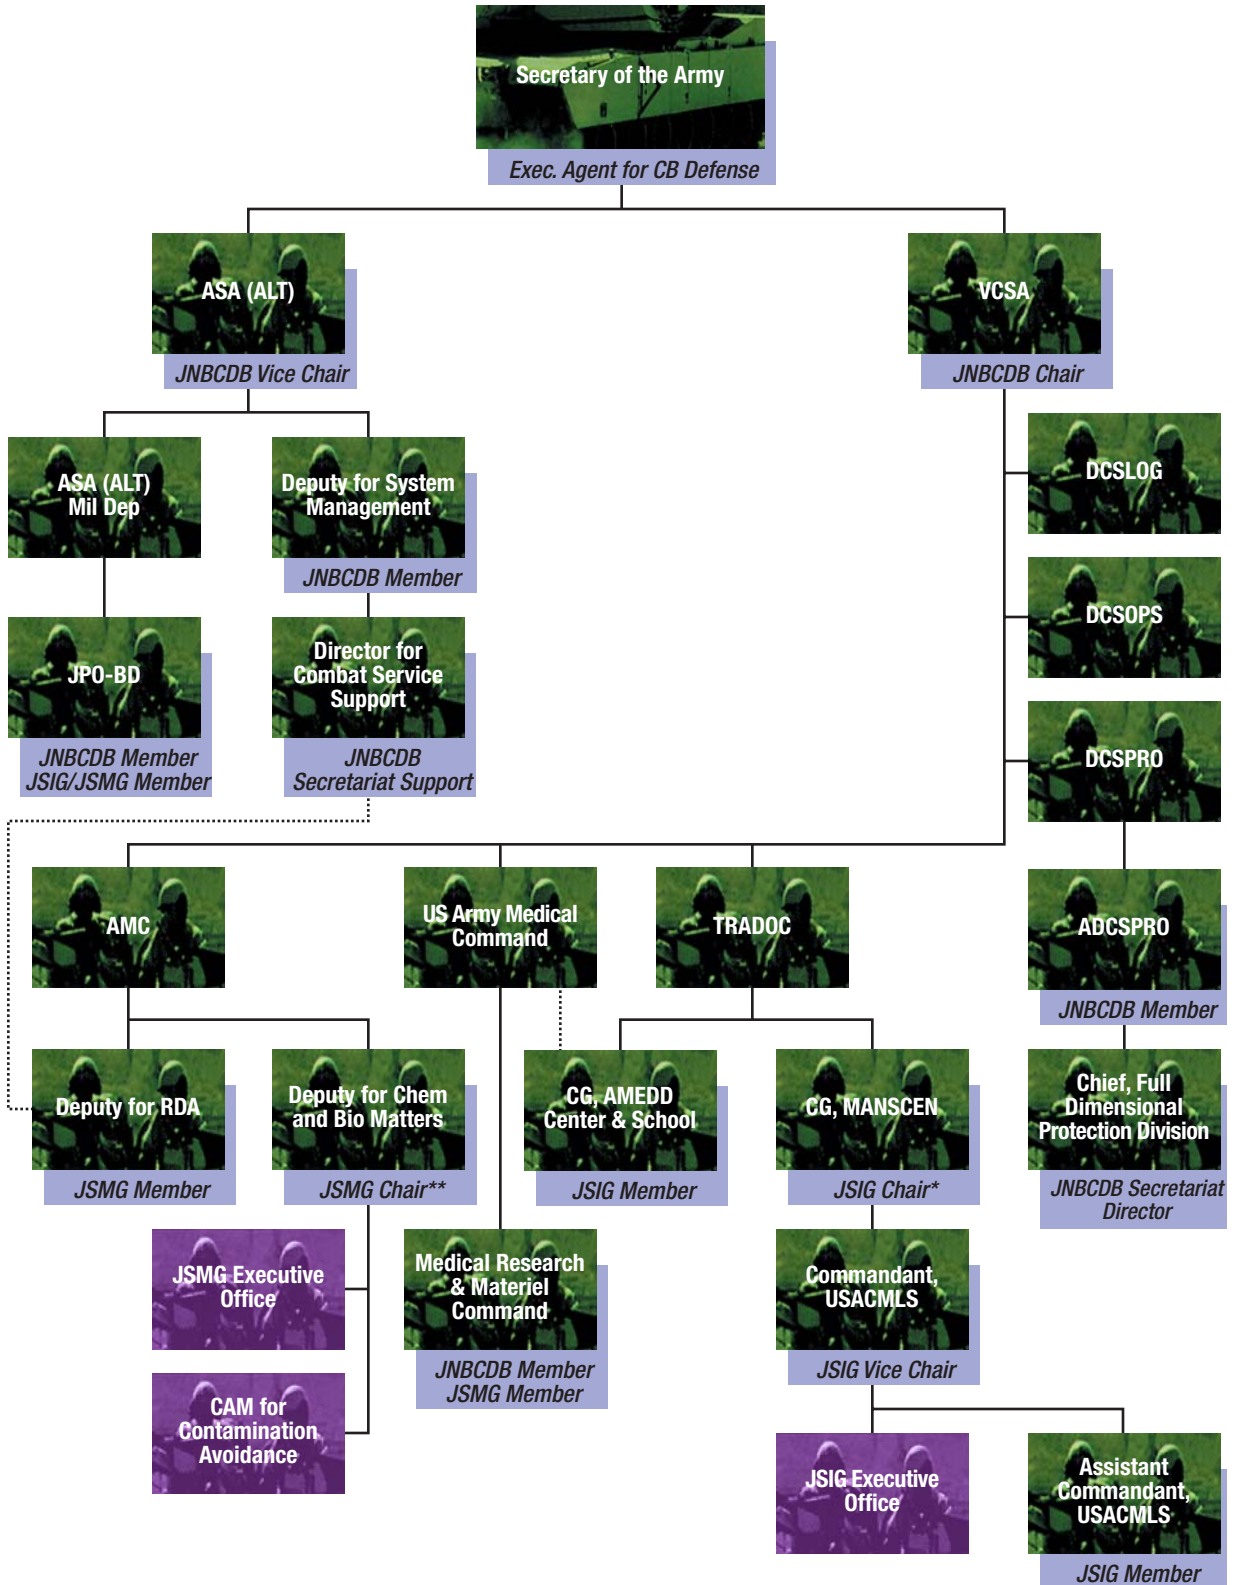 Secretary of the Army
Exec. Agent for CB Defense
ASA (ALT)
JNBCDB Vice Chair
VCSA
JNBCDB Chair
ASA (ALT)
Mil Dep
Deputy for System
Management
JNBCDB Member
DCSLOG
DCSOPS
JPO-BD
JNBCDB Member
JSIG/JSMG Member
Director for
Combat Service
Support
JNBCDB
Secretariat Support
DCSPRO
AMC
US Army Medical
Command
TRADOC
ADCSPRO
JNBCDB Member
Deputy for RDA
JSMG Member
Deputy for Chem
and Bio Matters
JSMG Chair**
CG, AMEDD
Center & School
JSIG Member
CG, MANSCEN
JSIG Chair*
Chief, Full
Dimensional
Protection Division
JNBCDB Secretariat
Director
JSMG Executive
Office
Medical Research
& Materiel
Command
JNBCDB Member
JSMG Member
Commandant,
USACMLS
JSIG Vice Chair
CAM for
Contamination
Avoidance
JSIG Executive
Office
Assistant
Commandant,
USACMLS
JSIG Member